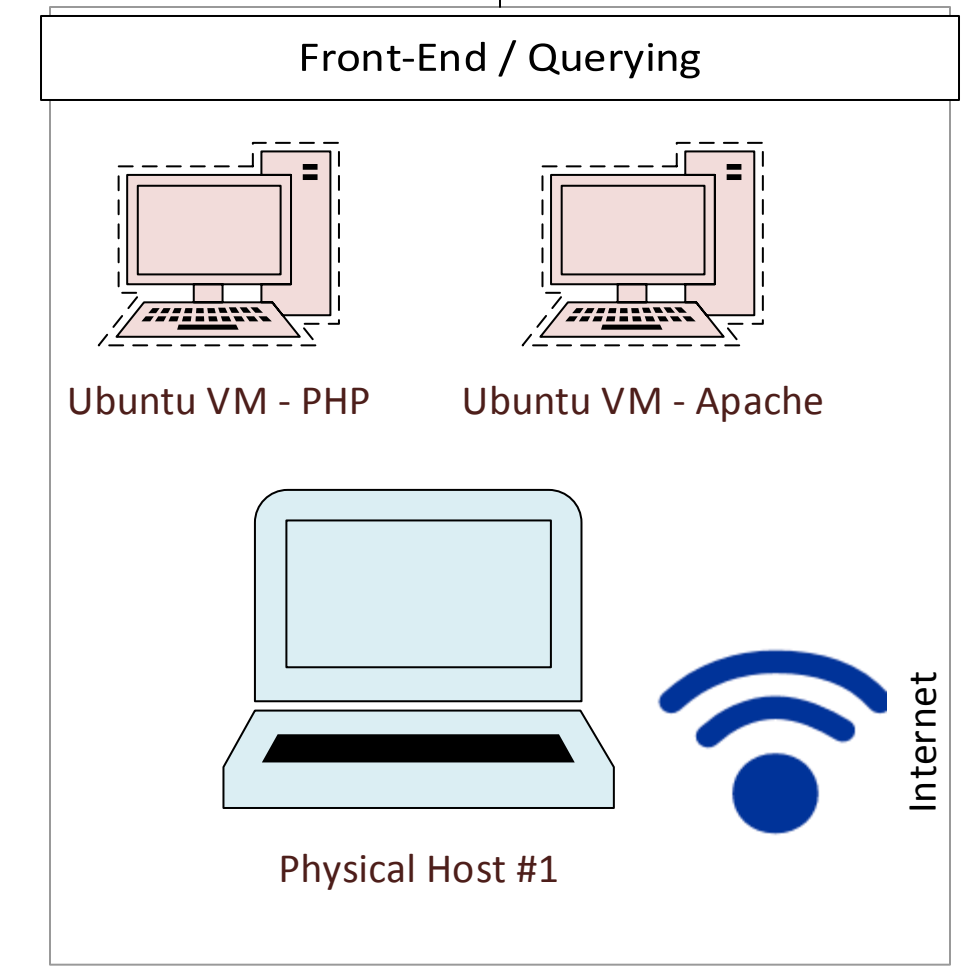 Front-End / Querying
Ubuntu VM - PHP
Ubuntu VM - Apache
Internet
Physical Host #1